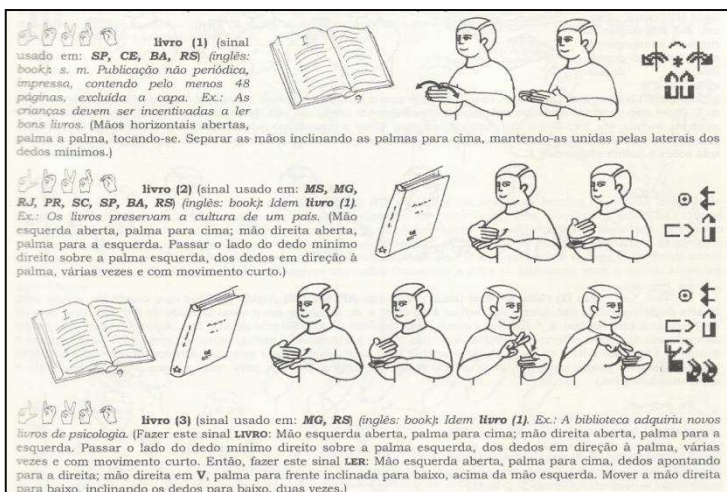 livro (1) (sinal
usado em: SP, CE, BA, RS) (inglês:
book): s. m. Publicação não periódica,
impressa, contendo pelo menos 48
páginas, excluída a capa. Ex.: As
crianças devem ser incentivadas a ler
bons livros. (Mãos horizontais abertas,
palma a palma, tocando-se. Separar as mãos inclinando as palmas para cima, mantendo-as unidas pelas laterais dos
dedos mínimos.)
livro (2) (sinal usado em: MS, MG,
RJ, PR, SC, SP, BA, RS) (inglês: book): Idem livro (1).
Ex.: Os livros preservam a cultura de um país. (Mão
esquerda aberta, palma para cima; mão direita aberta,
palma para a esquerda. Passar o lado do dedo mínimo
direito sobre a palma esquerda, dos dedos em direção à
palma, várias vezes e com movimento curto.)
livro (3) (sinal usado em: MG, RS) (inglês: book): Idem livro (1). Ex.: A biblioteca adquiriu novos
livros de psicologia. (Fazer este sinal LIVRO: Mão esquerda aberta, palma para cima; mão direita aberta, palma para a
esquerda. Passar o lado do dedo mínimo direito sobre a palma esquerda, dos dedos em direção à palma, várias
vezes e com movimento curto. Então, fazer este sinal LER: Mão esquerda aberta, palma para cima, dedos apontando
para a direita; mão direita em V, palma para frente inclinada para baixo, acima da mão esquerda. Mover a mão direita
para baixo, inclinando os dedos para baixo, duas vezes.)